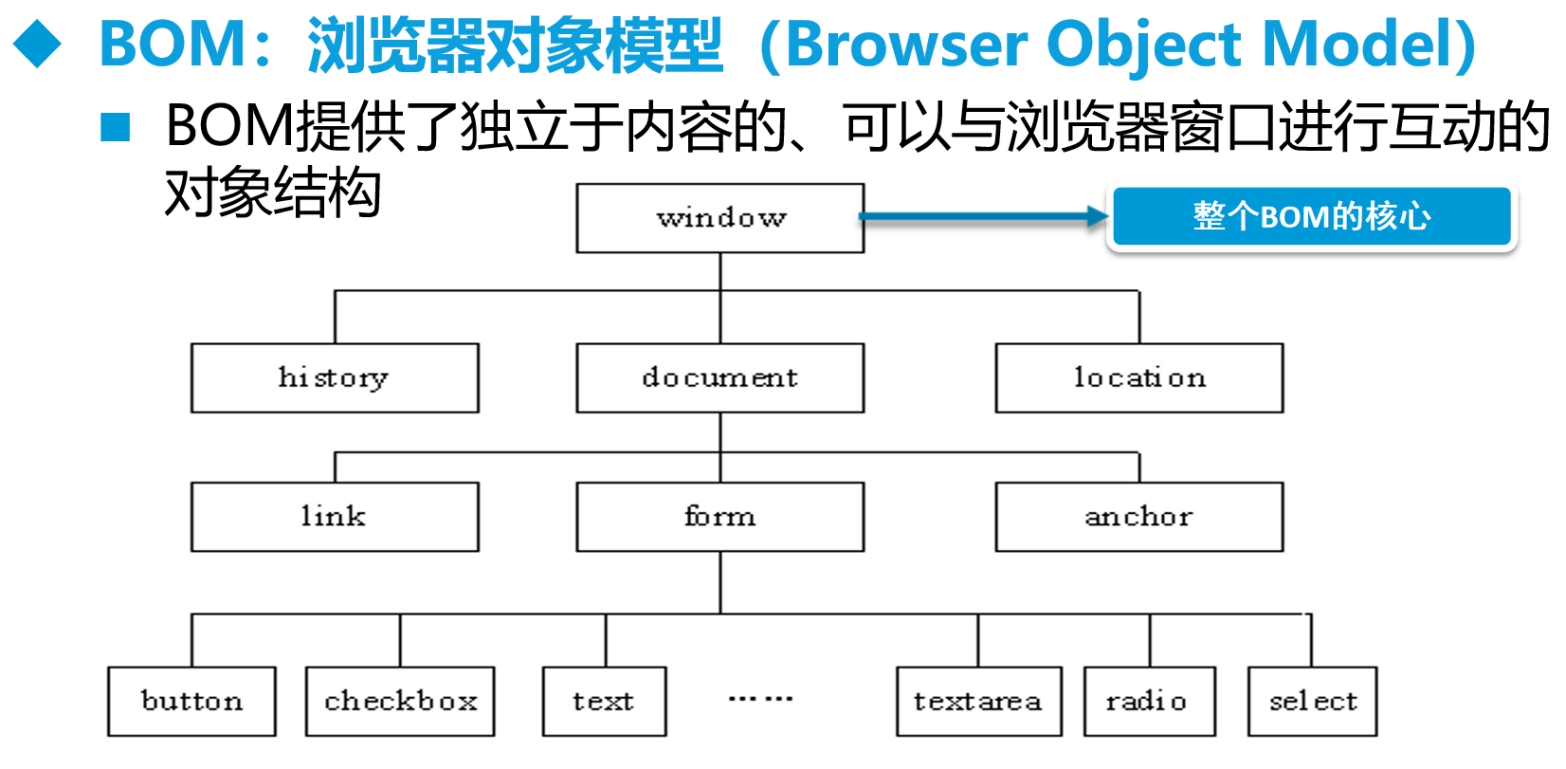 BOM：浏览器对象模型（Browser Object Model）
BOM提供了独立于内容的、可以与浏览器窗口进行互动的
对象结构
window
整个BOM的核心
history
document
location
link
form
anchor
button
checkbox
text
……
textarea
radio
select